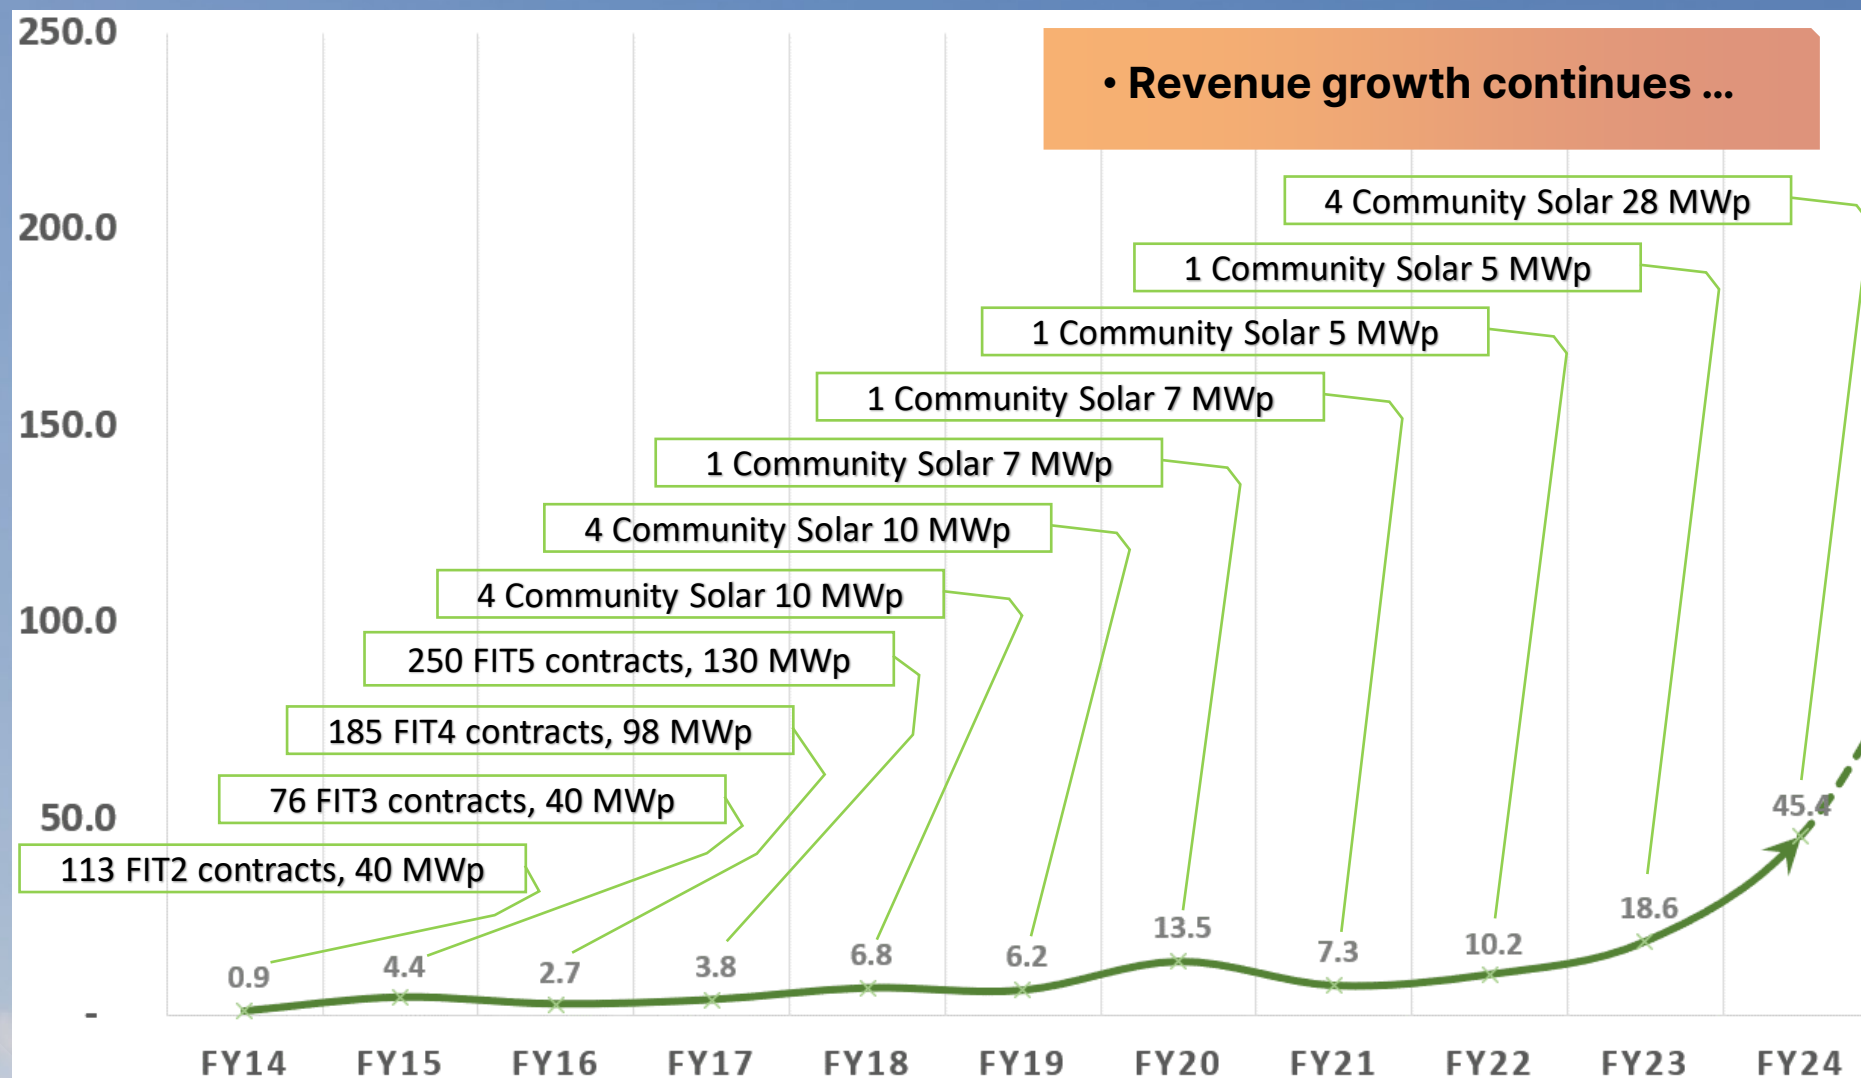 250.0
• Revenue growth continues ...
4 Community Solar 28 MWp
200.0
1 Community Solar 5 MWp
1 Community Solar 5 MWp
1 Community Solar 7 MWp
150.0
1 Community Solar 7 MWp
4 Community Solar 10 MWp
4 Community Solar 10 MWp
100.0
250 FIT5 contracts, 130 MWp
185 FIT4 contracts, 98 MWp
76 FIT3 contracts, 40 MWp
50.0
113 FIT2 contracts, 40 MWp
0.9 4.4 2.7 3.8 6.8 6.2 13.5 7.3 10.2 18.6 45.4
-
FY14 FY15 FY16 FY17 FY18 FY19 FY20 FY21 FY22 FY23 FY24